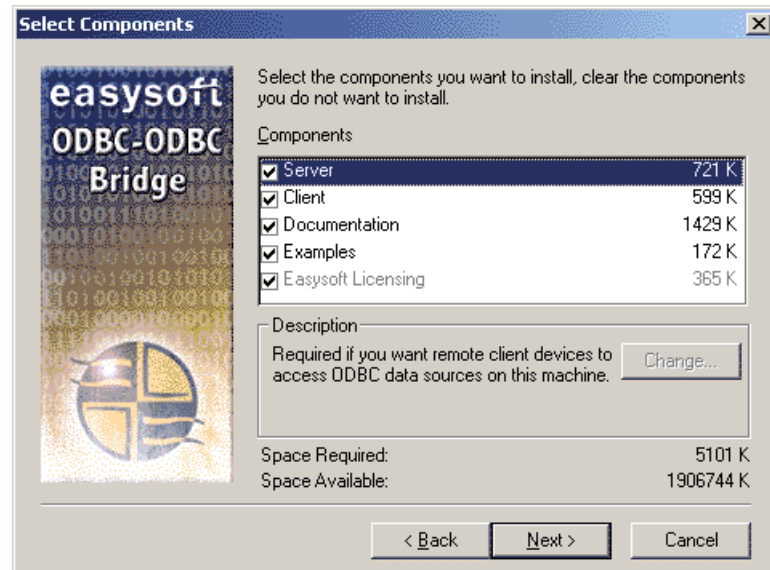 Select Components
easysoft
ODBC-ODBC
Bridge
Select the components you want to install, clear the components
you do not want to install.
Components
Server 721 K
Client 599 K
Documentation 1429 K
Examples 172 K
Easysoft Licensing 365 K
Description
Required if you want remote client devices to
access ODBC data sources on this machine.
Change...
Space Required: 5101 K
Space Available: 1906744 K
< Back Next > Cancel